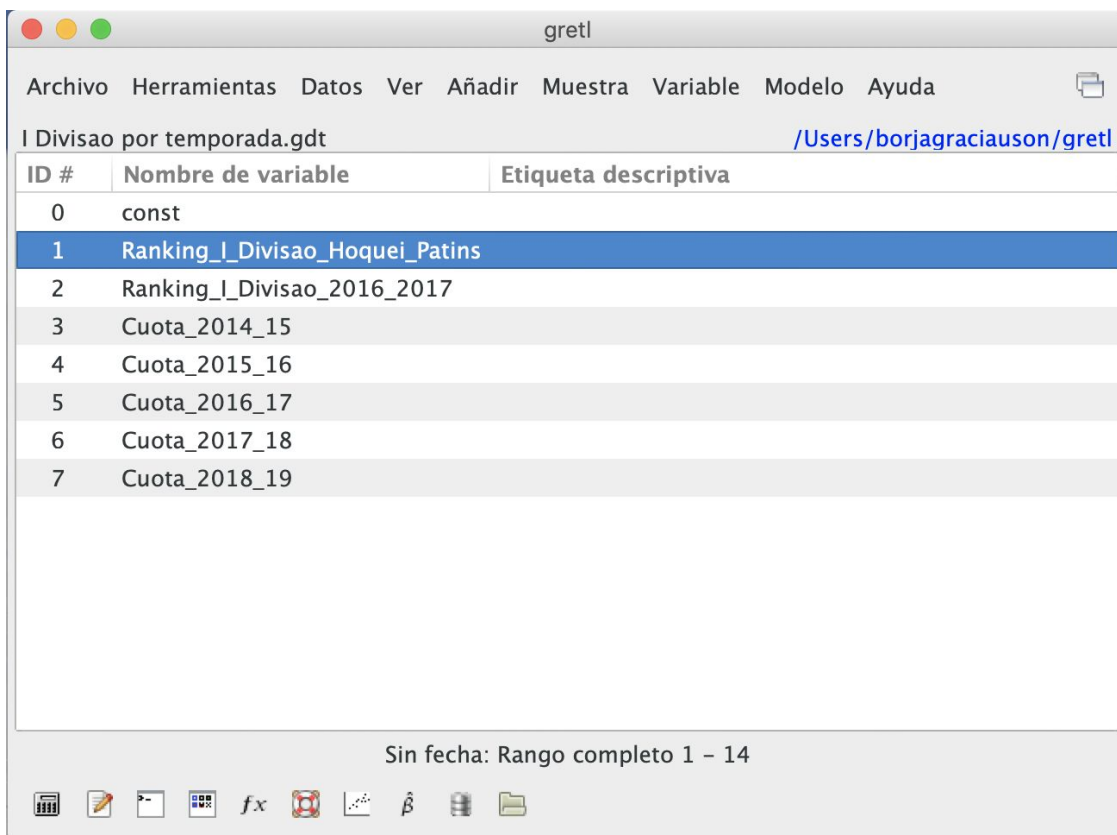 gretl
Archivo Herramientas Datos Ver Añadir Muestra Variable Modelo Ayuda
I Divisao por temporada.gdt /Users/borjagraciauson/gretl
ID # Nombre de variable Etiqueta descriptiva
0 const
1 Ranking_I_Divisao_Hoquei_Patins
2 Ranking_I_Divisao_2016_2017
3 Cuota_2014_15
4 Cuota_2015_16
5 Cuota_2016_17
6 Cuota_2017_18
7 Cuota_2018_19
Sin fecha: Rango completo 1 – 14
fx β̂